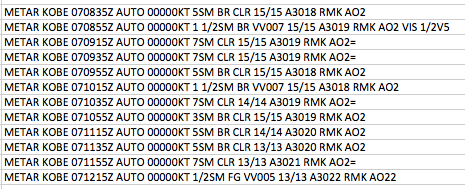 METAR KOBE 070835Z AUTO 00000KT 5SM BR CLR 15/15 A3018 RMK AO2
METAR KOBE 070855Z AUTO 00000KT 1 1/2SM BR VV007 15/15 A3019 RMK AO2 VIS 1/2V5
METAR KOBE 070915Z AUTO 00000KT 7SM CLR 15/15 A3019 RMK AO2=
METAR KOBE 070935Z AUTO 00000KT 7SM CLR 15/15 A3019 RMK AO2=
METAR KOBE 070955Z AUTO 00000KT 5SM BR CLR 15/15 A3018 RMK AO2
METAR KOBE 071015Z AUTO 00000KT 1 1/2SM BR VV007 15/15 A3018 RMK AO2
METAR KOBE 071035Z AUTO 00000KT 7SM CLR 14/14 A3019 RMK AO2=
METAR KOBE 071055Z AUTO 00000KT 3SM BR CLR 15/15 A3019 RMK AO2
METAR KOBE 071115Z AUTO 00000KT 5SM BR CLR 14/14 A3020 RMK AO2
METAR KOBE 071135Z AUTO 00000KT 5SM BR CLR 13/13 A3020 RMK AO2
METAR KOBE 071155Z AUTO 00000KT 7SM CLR 13/13 A3021 RMK AO2=
METAR KOBE 071215Z AUTO 00000KT 1/2SM FG VV005 13/13 A3022 RMK AO22